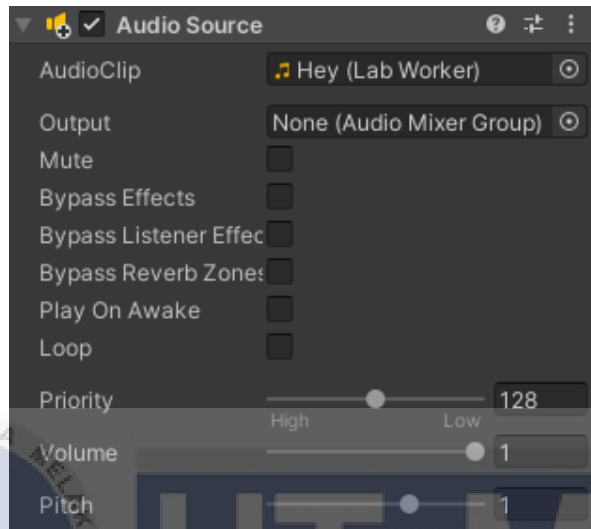 Audio Source
AudioClip Hey (Lab Worker)
Output None (Audio Mixer Group)
Mute
Bypass Effects
Bypass Listener Effec
Bypass Reverb Zone
Play On Awake
Loop
Priority 128
High Low
Volume 1
Pitch 1